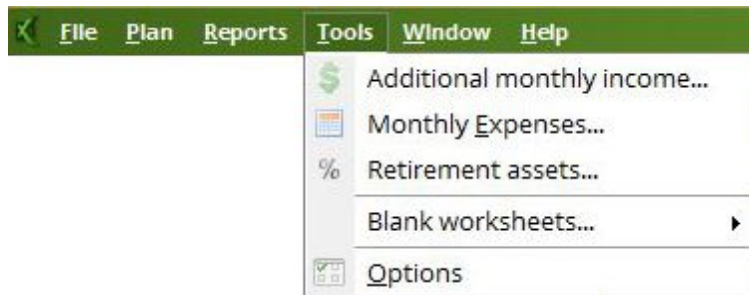 File Plan Reports Tools Window Help
Additional monthly income...
Monthly Expenses...
% Retirement assets...
Blank worksheets...
Options